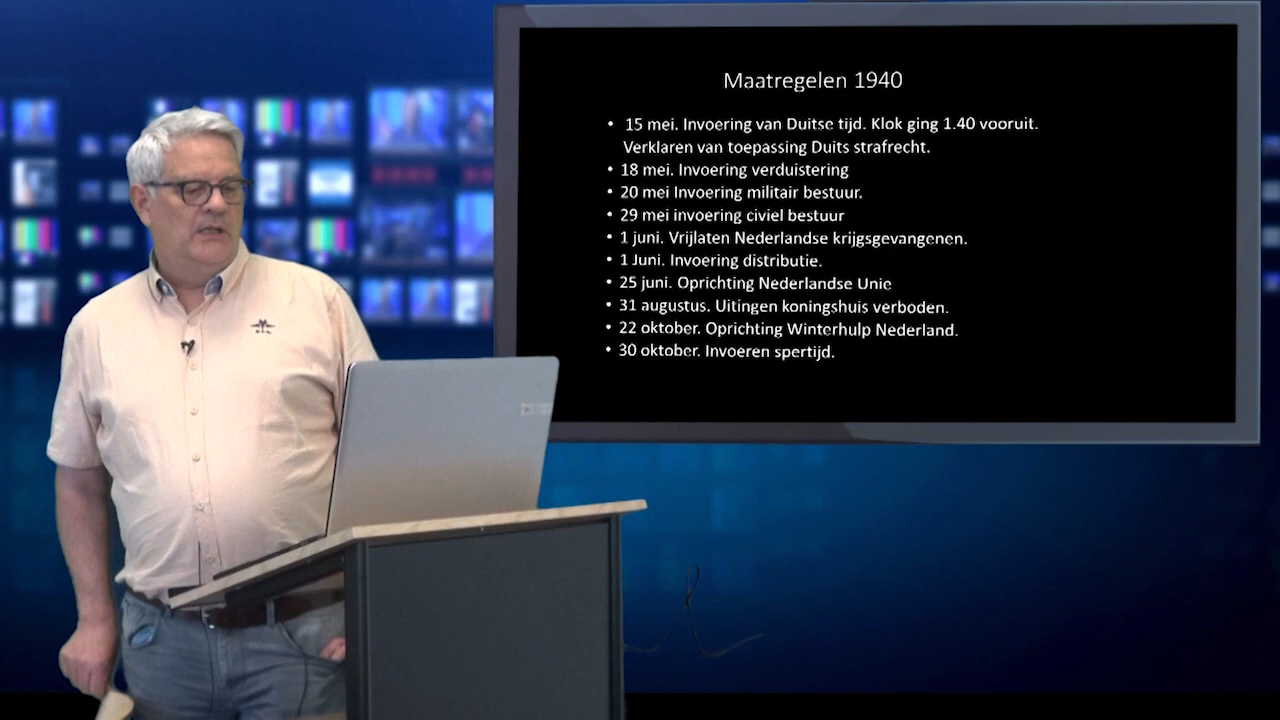 Maatregelen 1940
• 15 mei. Invoering van Duitse tijd. Klok ging 1.40 vooruit.
Verklaren van toepassing Duits strafrecht.
• 18 mei. Invoering verduistering
• 20 mei Invoering militair bestuur.
• 29 mei invoering civiel bestuur
• 1 juni. Vrijlaten Nederlandse krijgsgevangenen.
• 1 Juni. Invoering distributie.
• 25 juni. Oprichting Nederlandse Unie
• 31 augustus. Uitingen koningshuis verboden.
• 22 oktober. Oprichting Winterhulp Nederland.
• 30 oktober. Invoeren spertijd.